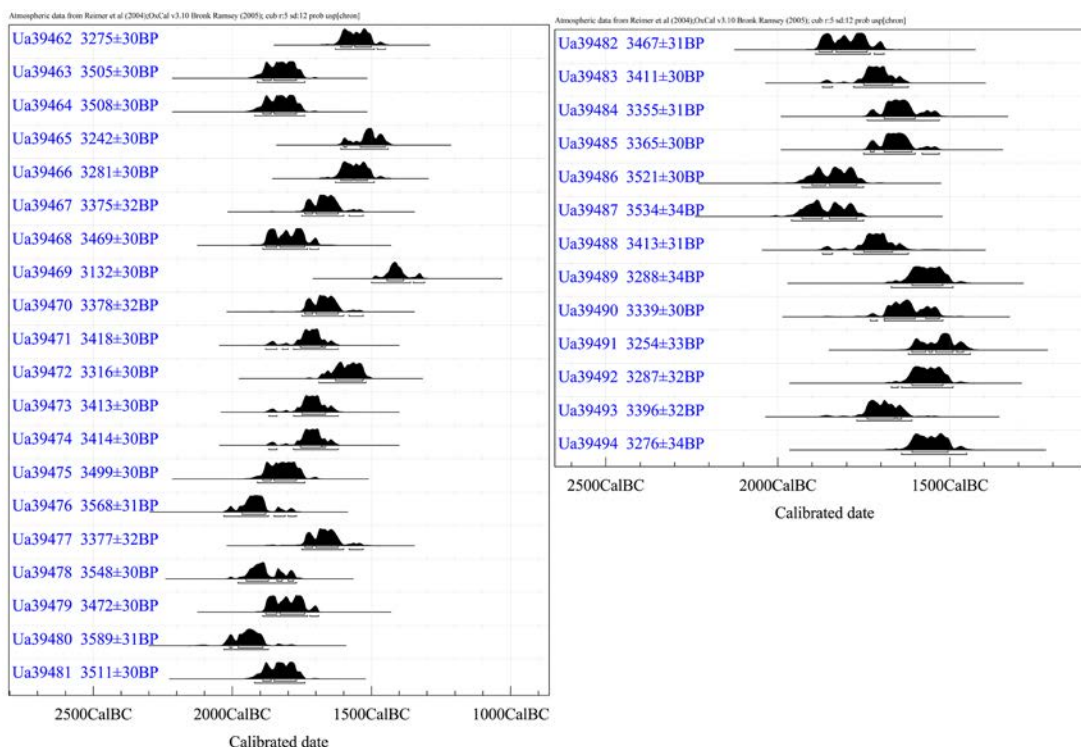 Atmospheric data from Reimer et al (2004);OxCal v3.10 Bronk Ramsey (2005); cub r:5 sd:12 prob usp[chron]
Ua39462 3275±30BP
Ua39463 3505±30BP
Ua39464 3508±30BP
Ua39465 3242±30BP
Ua39466 3281±30BP
Ua39467 3375±32BP
Ua39468 3469±30BP
Ua39469 3132±30BP
Ua39470 3378±32BP
Ua39471 3418±30BP
Ua39472 3316±30BP
Ua39473 3413±30BP
Ua39474 3414±30BP
Ua39475 3499±30BP
Ua39476 3568±31BP
Ua39477 3377±32BP
Ua39478 3548±30BP
Ua39479 3472±30BP
Ua39480 3589±31BP
Ua39481 3511±30BP
2500CalBC 2000CalBC 1500CalBC 1000CalBC
Calibrated date
Atmospheric data from Reimer et al (2004);OxCal v3.10 Bronk Ramsey (2005); cub r:5 sd:12 prob usp[chron]
Ua39482 3467±31BP
Ua39483 3411±30BP
Ua39484 3355±31BP
Ua39485 3365±30BP
Ua39486 3521±30BP
Ua39487 3534±34BP
Ua39488 3413±31BP
Ua39489 3288±34BP
Ua39490 3339±30BP
Ua39491 3254±33BP
Ua39492 3287±32BP
Ua39493 3396±32BP
Ua39494 3276±34BP
2500CalBC 2000CalBC 1500CalBC
Calibrated date